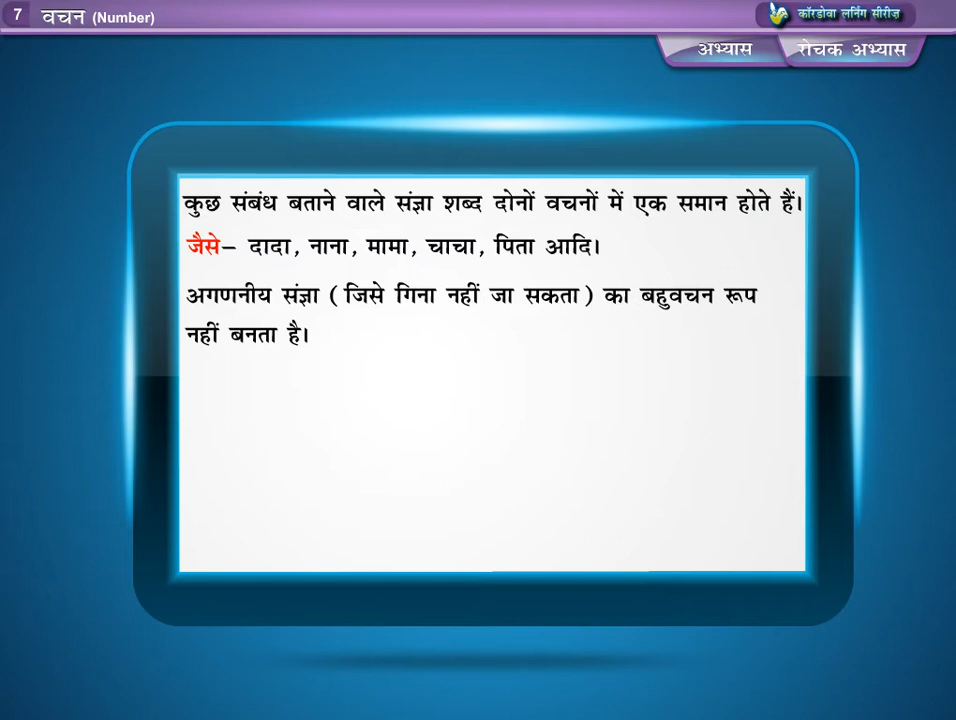 7 वचन (Number)
कॉरडोवा लर्निंग सीरीज़
अभ्यास
रोचक अभ्यास
कुछ संबंध बताने वाले संज्ञा शब्द दोनों वचनों में एक समान होते हैं।
जैसे– दादा, नाना, मामा, चाचा, पिता आदि।
अगणनीय संज्ञा (जिसे गिना नहीं जा सकता) का बहुवचन रूप
नहीं बनता है।